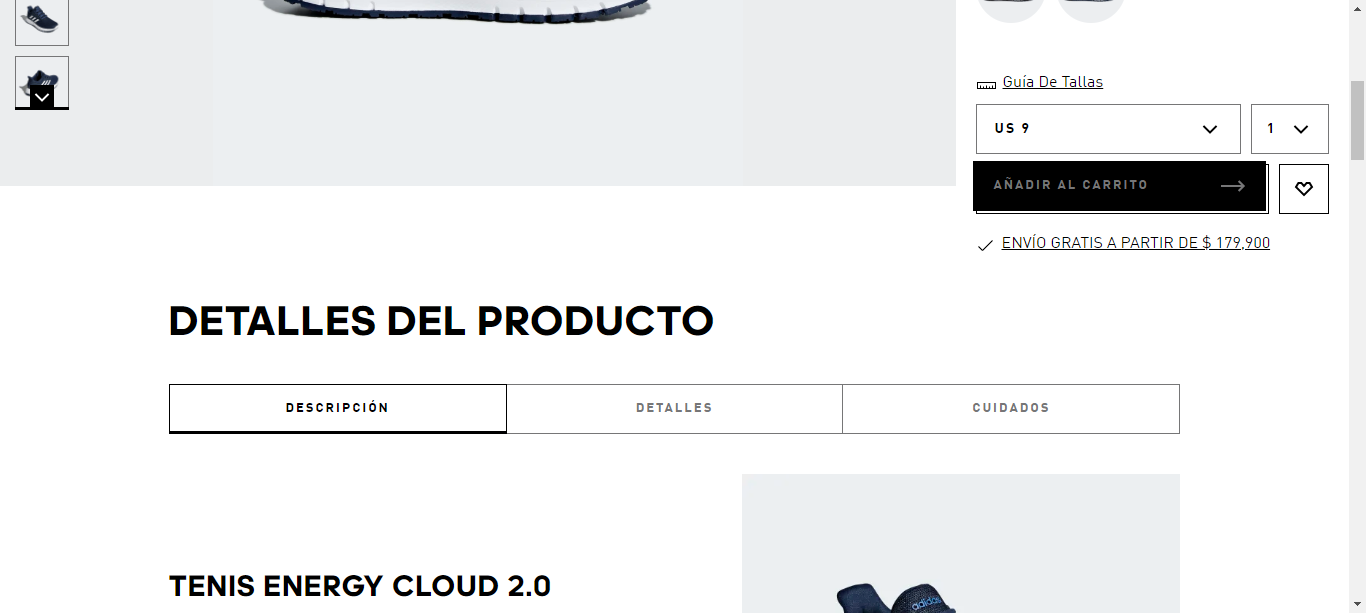 Guía De Tallas
US 9
1
AÑADIR AL CARRITO
ENVÍO GRATIS A PARTIR DE $ 179,900
DETALLES DEL PRODUCTO
DESCRIPCIÓN
DETALLES
CUIDADOS
TENIS ENERGY CLOUD 2.0
adidas